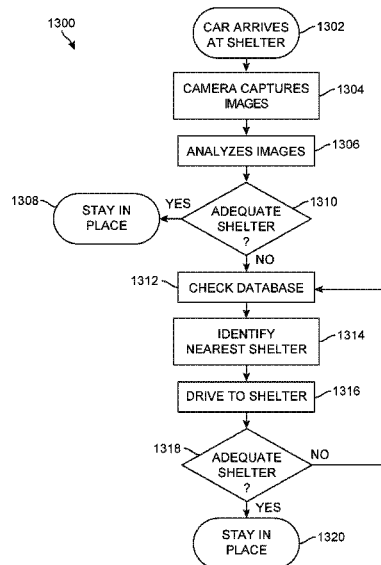 1300
CAR ARRIVES
AT SHELTER
1302
CAMERA CAPTURES
IMAGES
1304
ANALYZES IMAGES
1306
1308
STAY IN
PLACE
YES
ADEQUATE
SHELTER
?
1310
NO
1312
CHECK DATABASE
IDENTIFY
NEAREST SHELTER
1314
DRIVE TO SHELTER
1316
1318
ADEQUATE
SHELTER
?
NO
YES
STAY IN
PLACE
1320